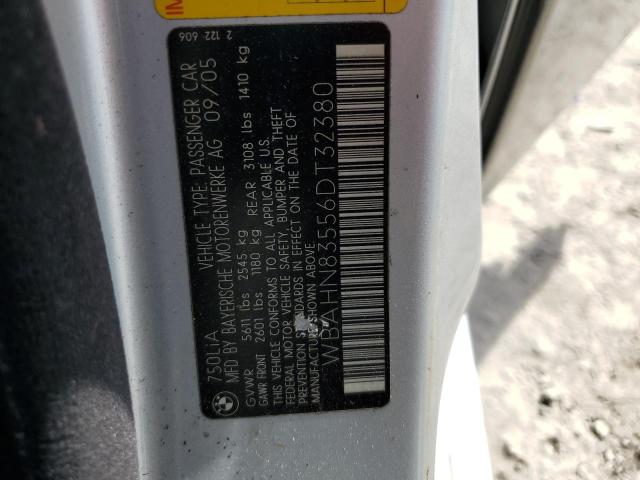 IM
2 122 606
750LIA VEHICLE TYPE: PASSENGER CAR
MFD BY BAYERISCHE MOTORENWERKE AG 09/05
GVWR 5611 lbs 2545 kg
GAWR FRONT 2601 lbs 1180 kg REAR 3108 lbs 1410 kg
THIS VEHICLE CONFORMS TO ALL APPLICABLE U.S.
FEDERAL MOTOR VEHICLE SAFETY, BUMPER AND THEFT
PREVENTION STANDARDS IN EFFECT ON THE DATE OF
MANUFACTURE SHOWN ABOVE
WBAHN83556DT32380